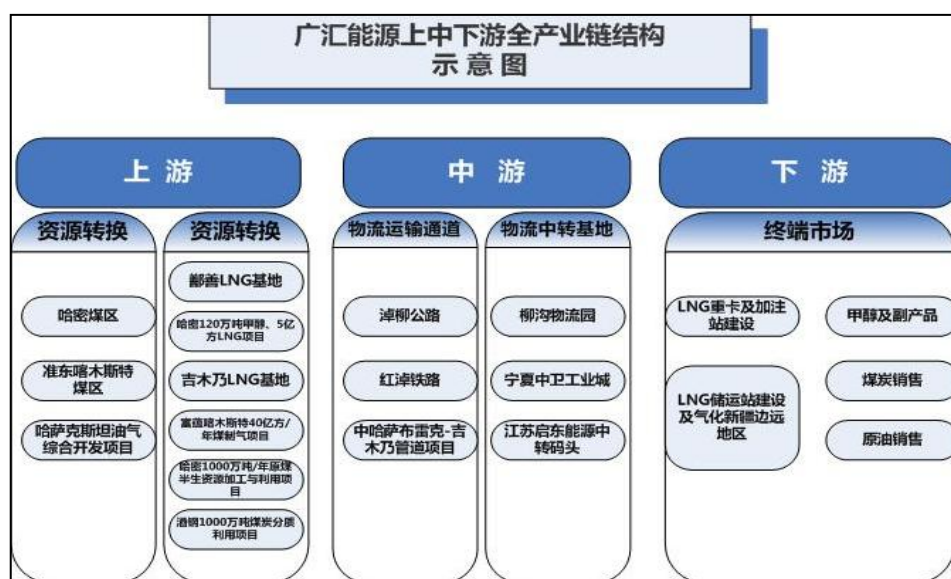 广汇能源上中下游全产业链结构
示 意 图
上 游
资源转换
哈密煤区
准东喀木斯特
煤区
哈萨克斯坦油气
综合开发项目
资源转换
鄯善LNG基地
哈密120万吨甲醇、5亿
方LNG项目
吉木乃LNG基地
富蕴喀木斯特40亿方/
年煤制气项目
哈密1000万吨/年原煤
半生资源加工与利用项
目
酒钢1000万吨煤炭分质
利用项目
中 游
物流运输通道
淖柳公路
红淖铁路
中哈萨布雷克-吉
木乃管道项目
物流中转基地
柳沟物流园
宁夏中卫工业城
江苏启东能源中
转码头
下 游
终端市场
LNG重卡及加注
站建设
LNG储运站建设
及气化新疆边远
地区
甲醇及副产品
煤炭销售
原油销售